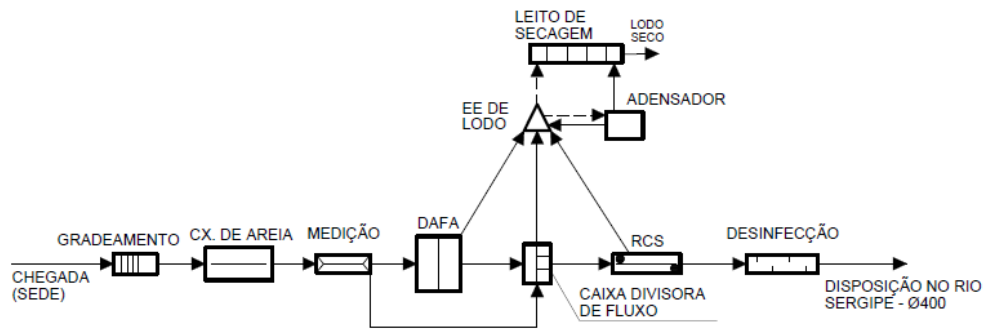 LEITO DE
SECAGEM
LODO
SECO
EE DE
LODO
ADENSADOR
GRADEAMENTO
CX. DE AREIA
MEDIÇÃO
DAFA
RCS
DESINFECÇÃO
CHEGADA
(SEDE)
CAIXA DIVISORA
DE FLUXO
DISPOSIÇÃO NO RIO
SERGIPE - Ø400